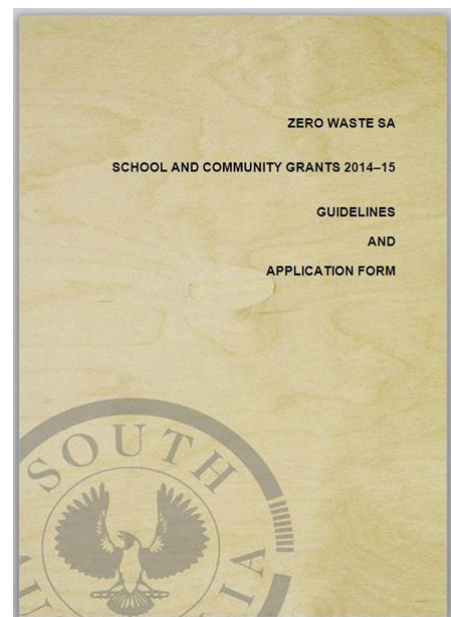 ZERO WASTE SA
SCHOOL AND COMMUNITY GRANTS 2014–15
GUIDELINES
AND
APPLICATION FORM
SOUTH